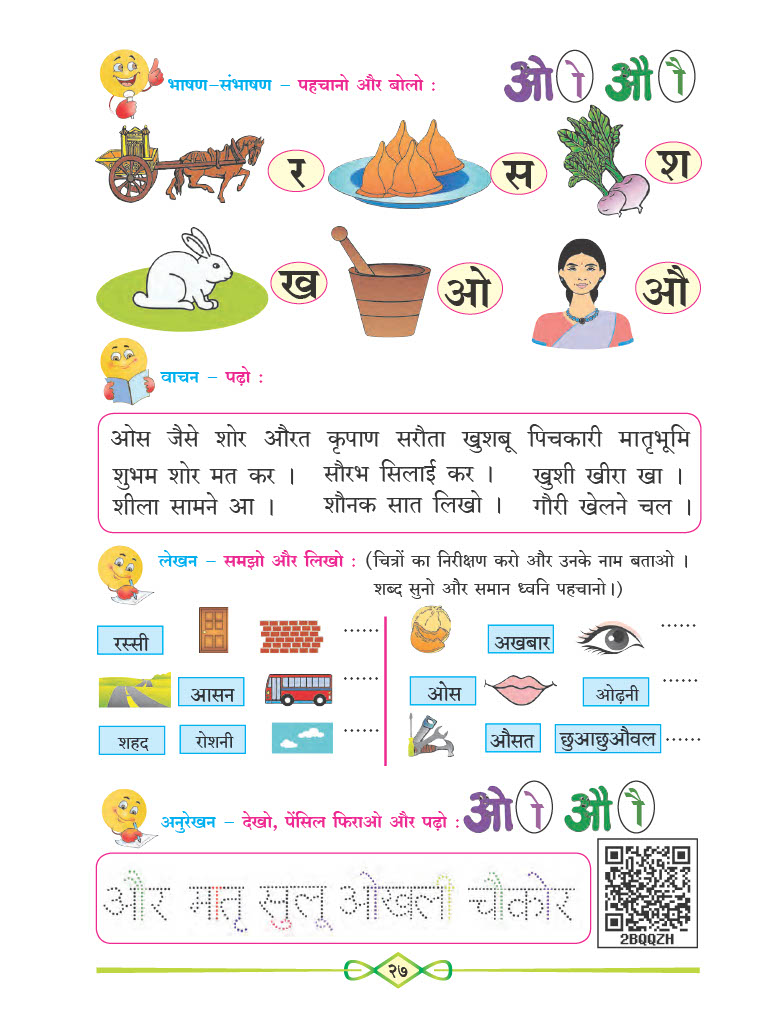 भाषण-संभाषण – पहचानो और बोलो :
ओ ो औ ौ
र स श
ख ओ औ
वाचन – पढ़ो :
ओस जैसे शोर औरत कृपाण सरौता खुशबू पिचकारी मातृभूमि
शुभम शोर मत कर । सौरभ सिलाई कर । खुशी खीरा खा ।
शीला सामने आ । शौनक सात लिखो । गौरी खेलने चल ।
लेखन – समझो और लिखो : (चित्रों का निरीक्षण करो और उनके नाम बताओ ।
शब्द सुनो और समान ध्वनि पहचानो।)
रस्सी ...... अखबार ......
आसन ...... ओस ओढ़नी ......
शहद रोशनी ...... औसत छुआछुऔवल ......
अनुरेखन – देखो, पेंसिल फिराओ और पढ़ो :
ओ ो औ ौ
और मातृ सुलू ओखली चौकोर
2BQQZH
२७